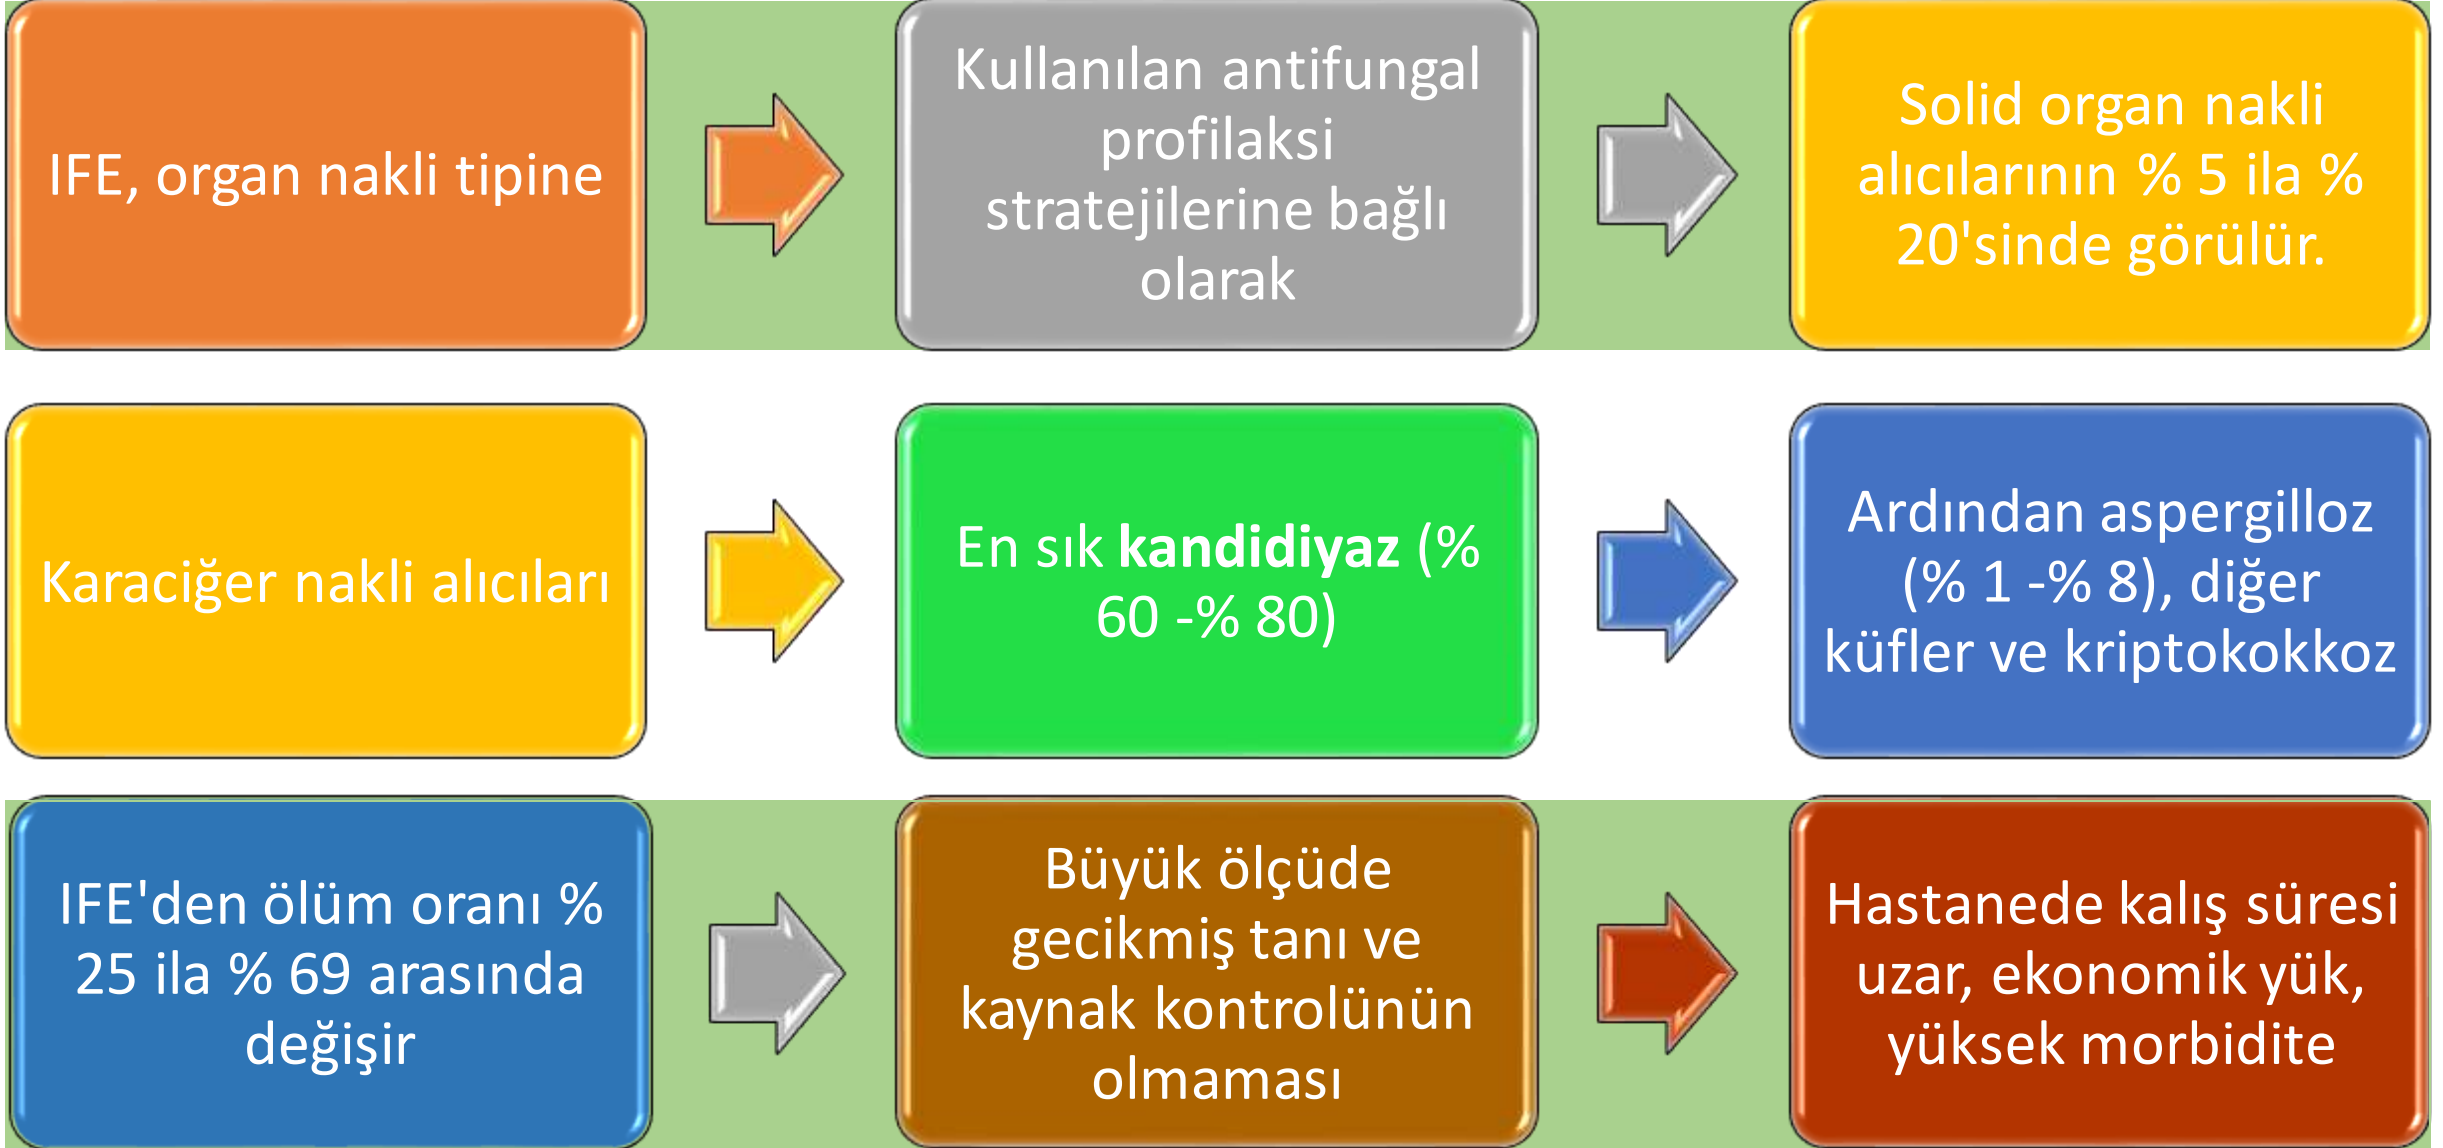 IFE, organ nakli tipine
Kullanılan antifungal
profilaksi
stratejilerine bağlı
olarak
Solid organ nakli
alıcılarının % 5 ila %
20'sinde görülür.
Karaciğer nakli alıcıları
En sık kandidiyaz (%
60 -% 80)
Ardından aspergilloz
(% 1 -% 8), diğer
küfler ve kriptokokkoz
IFE'den ölüm oranı %
25 ila % 69 arasında
değişir
Büyük ölçüde
gecikmiş tanı ve
kaynak kontrolünün
olmaması
Hastanede kalış süresi
uzar, ekonomik yük,
yüksek morbidite